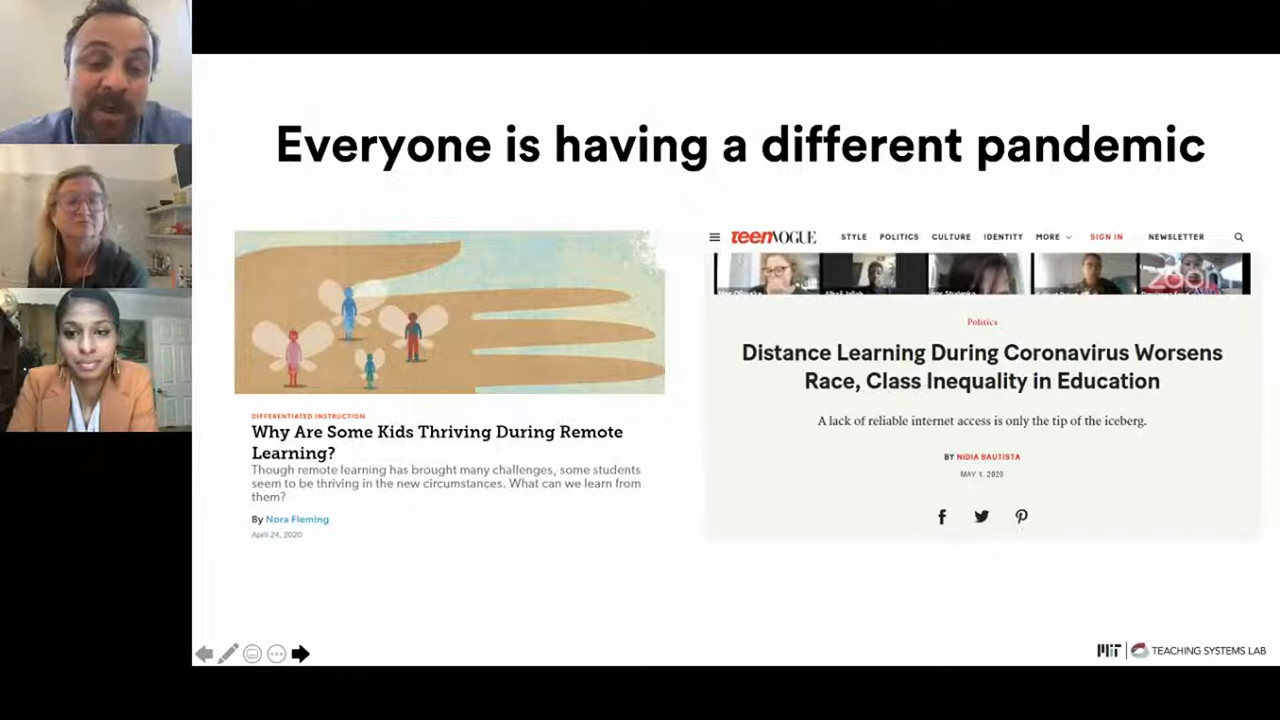 Everyone is having a different pandemic
DIFFERENTIATED INSTRUCTION
Why Are Some Kids Thriving During Remote
Learning?
Though remote learning has brought many challenges, some students
seem to be thriving in the new circumstances. What can we learn from
them?
By Nora Fleming
April 24, 2020
teenVOGUE STYLE POLITICS CULTURE IDENTITY MORE SIGN IN NEWSLETTER
zoom
Politics
Distance Learning During Coronavirus Worsens
Race, Class Inequality in Education
A lack of reliable internet access is only the tip of the iceberg.
BY NIDIA BAUTISTA
MAY 1, 2020
MIT TEACHING SYSTEMS LAB